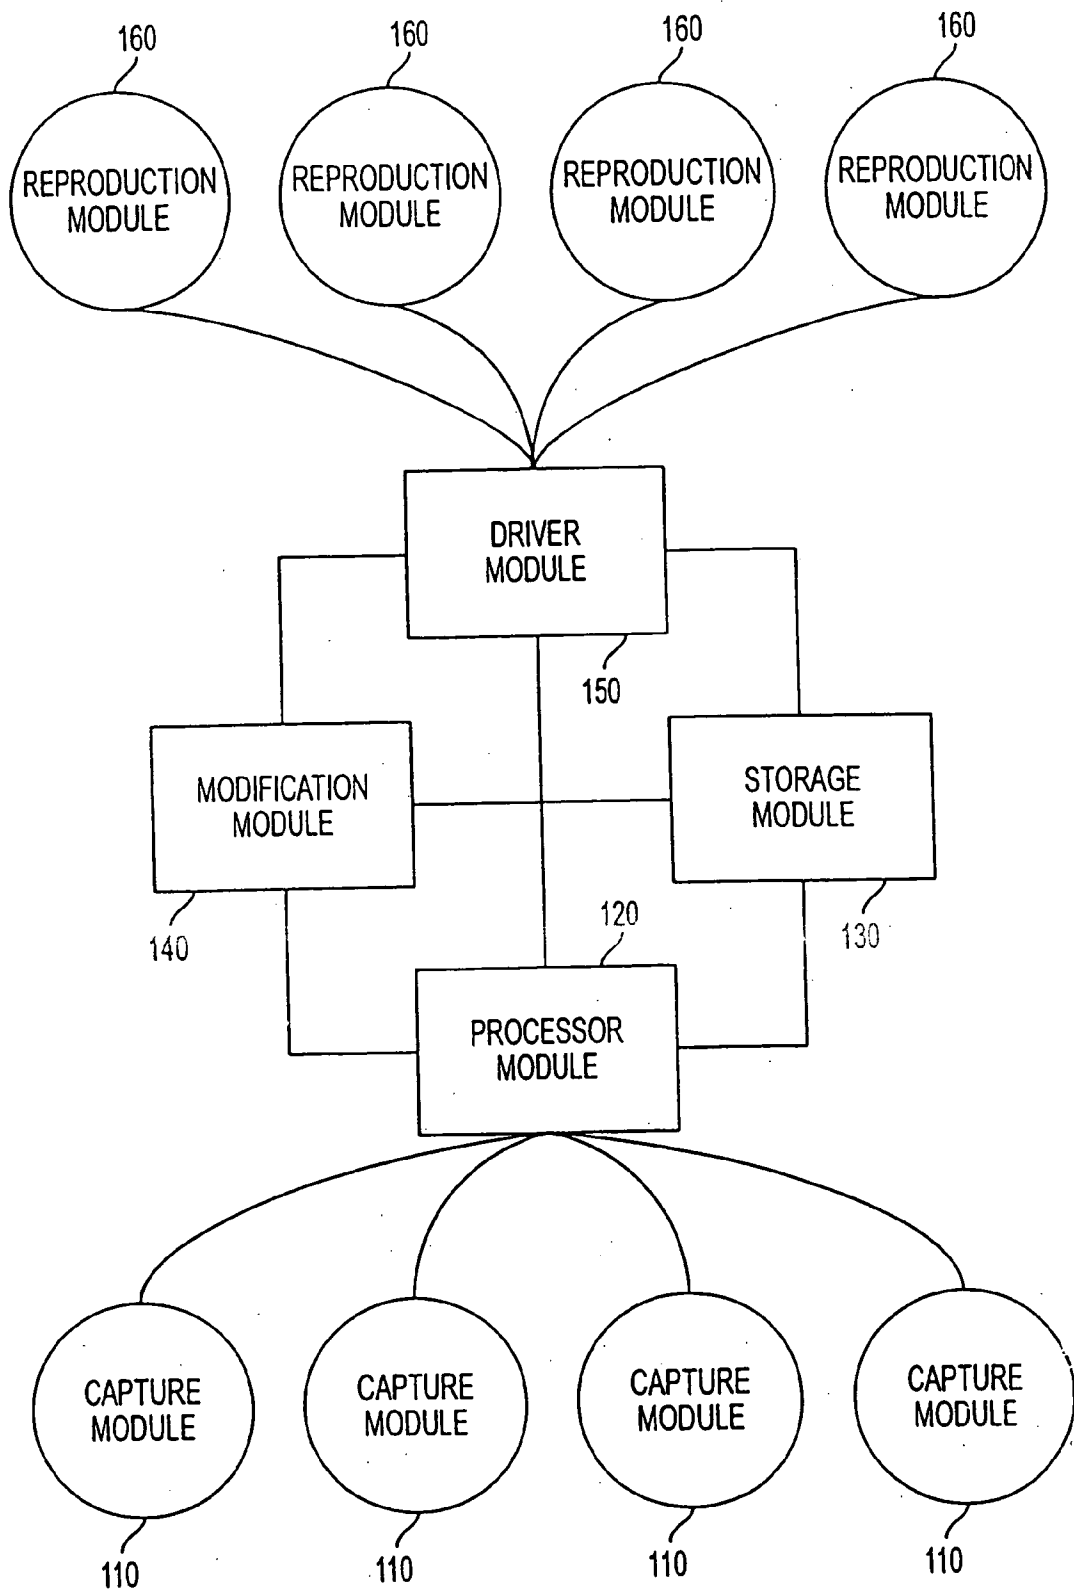 160
160
160
160
REPRODUCTION
MODULE
REPRODUCTION
MODULE
REPRODUCTION
MODULE
REPRODUCTION
MODULE
DRIVER
MODULE
150
MODIFICATION
MODULE
140
STORAGE
MODULE
130
120
PROCESSOR
MODULE
CAPTURE
MODULE
CAPTURE
MODULE
CAPTURE
MODULE
CAPTURE
MODULE
110
110
110
110